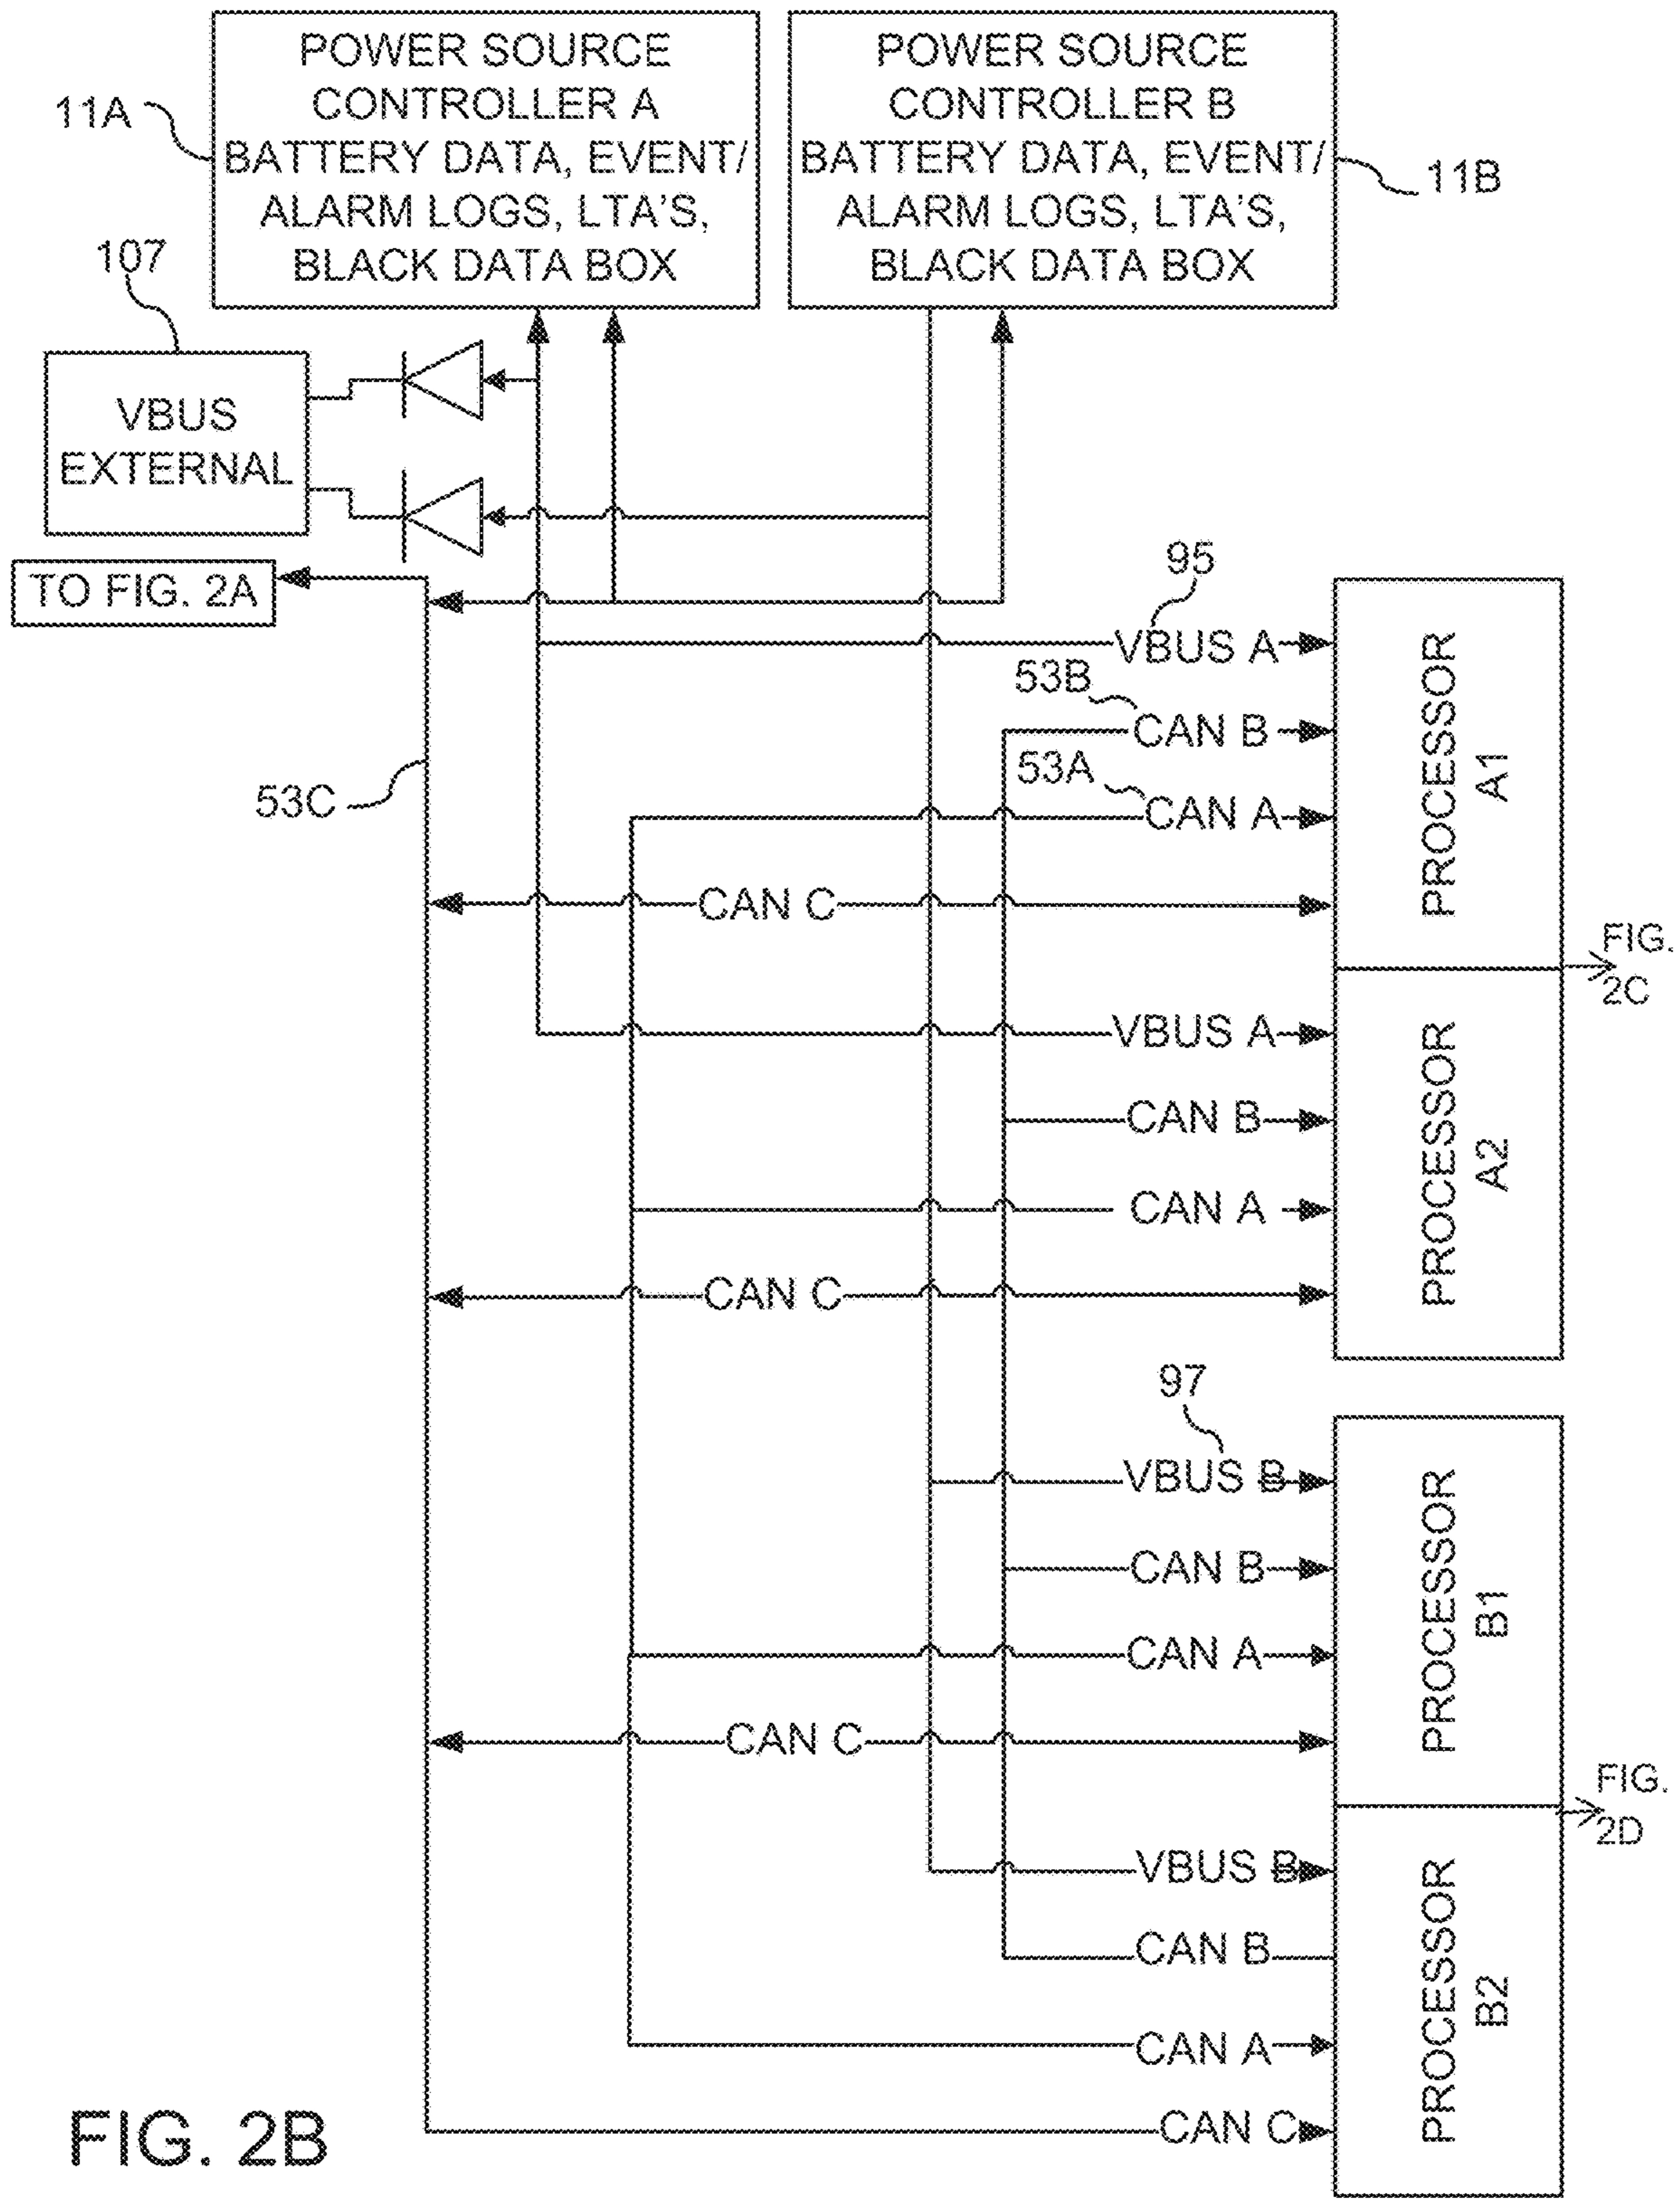 POWER SOURCE
CONTROLLER A
BATTERY DATA, EVENT/
ALARM LOGS, LTA'S,
BLACK DATA BOX
POWER SOURCE
CONTROLLER B
BATTERY DATA, EVENT/
ALARM LOGS, LTA'S,
BLACK DATA BOX
11A
11B
107
VBUS
EXTERNAL
TO FIG. 2A
95
VBUS A
53B
CAN B
53A
CAN A
53C
CAN C
PROCESSOR
A1
FIG.
2C
VBUS A
CAN B
CAN A
CAN C
PROCESSOR
A2
97
VBUS B
CAN B
CAN A
CAN C
PROCESSOR
B1
FIG.
2D
VBUS B
CAN B
CAN A
CAN C
PROCESSOR
B2
FIG. 2B